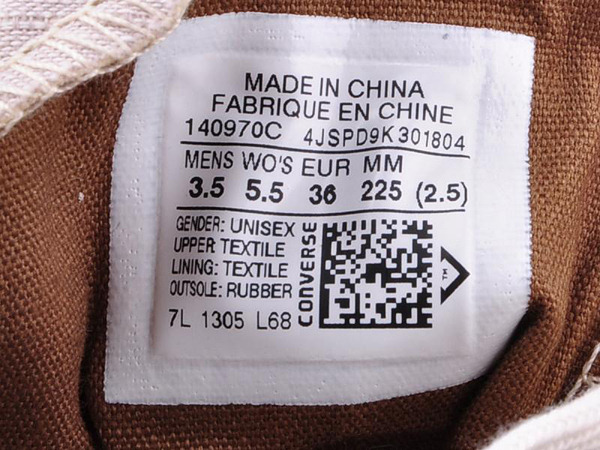 MADE IN CHINA
FABRIQUE EN CHINE
140970C 4JSPD9K301804
MENS WO'S EUR MM
3.5 5.5 36 225 (2.5)
GENDER: UNISEX
UPPER: TEXTILE
LINING: TEXTILE
OUTSOLE: RUBBER
7L 1305 L68
CONVERSE
TM